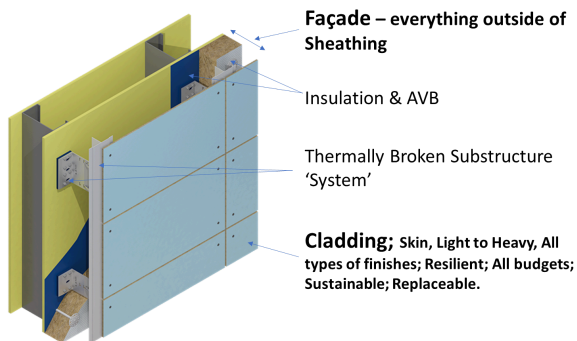 Façade – everything outside of
Sheathing
Insulation & AVB
Thermally Broken Substructure
‘System’
Cladding; Skin, Light to Heavy, All
types of finishes; Resilient; All budgets;
Sustainable; Replaceable.